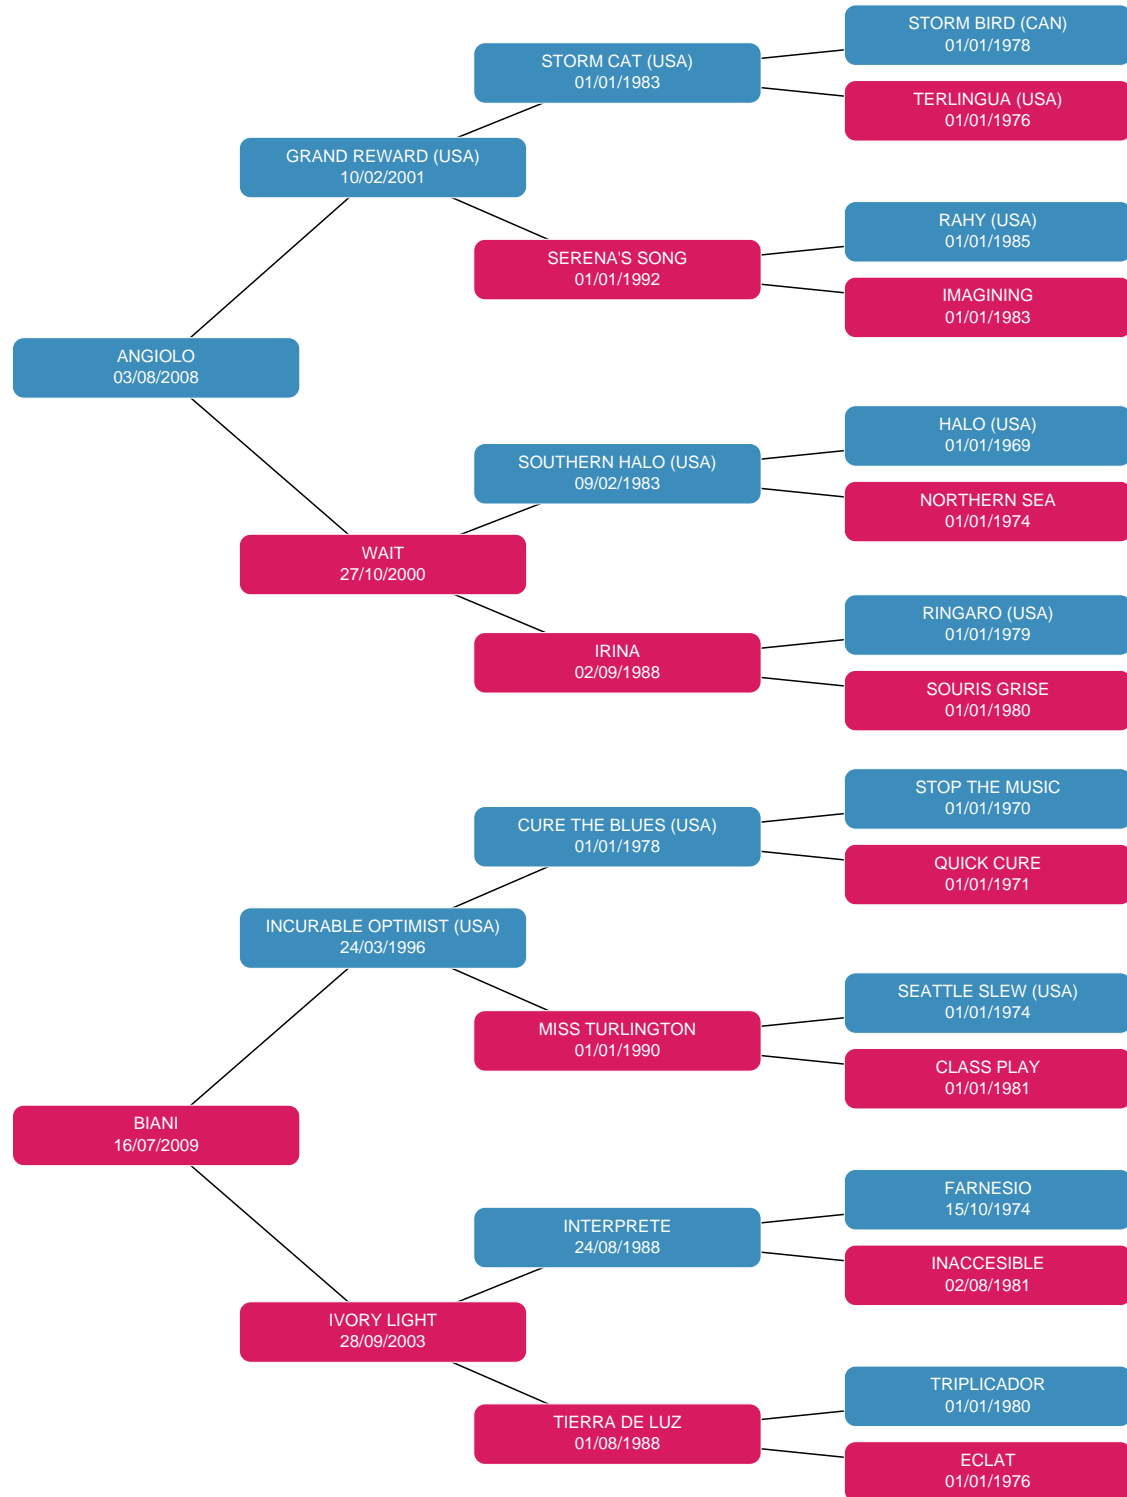 STORM BIRD (CAN)
01/01/1978
STORM CAT (USA)
01/01/1983
TERLINGUA (USA)
01/01/1976
GRAND REWARD (USA)
10/02/2001
RAHY (USA)
01/01/1985
SERENA'S SONG
01/01/1992
IMAGINING
01/01/1983
ANGIOLO
03/08/2008
HALO (USA)
01/01/1969
SOUTHERN HALO (USA)
09/02/1983
NORTHERN SEA
01/01/1974
WAIT
27/10/2000
RINGARO (USA)
01/01/1979
IRINA
02/09/1988
SOURIS GRISE
01/01/1980
STOP THE MUSIC
01/01/1970
CURE THE BLUES (USA)
01/01/1978
QUICK CURE
01/01/1971
INCURABLE OPTIMIST (USA)
24/03/1996
SEATTLE SLEW (USA)
01/01/1974
MISS TURLINGTON
01/01/1990
CLASS PLAY
01/01/1981
BIANI
16/07/2009
FARNESIO
15/10/1974
INTERPRETE
24/08/1988
INACCESIBLE
02/08/1981
IVORY LIGHT
28/09/2003
TRIPLICADOR
01/01/1980
TIERRA DE LUZ
01/08/1988
ECLAT
01/01/1976